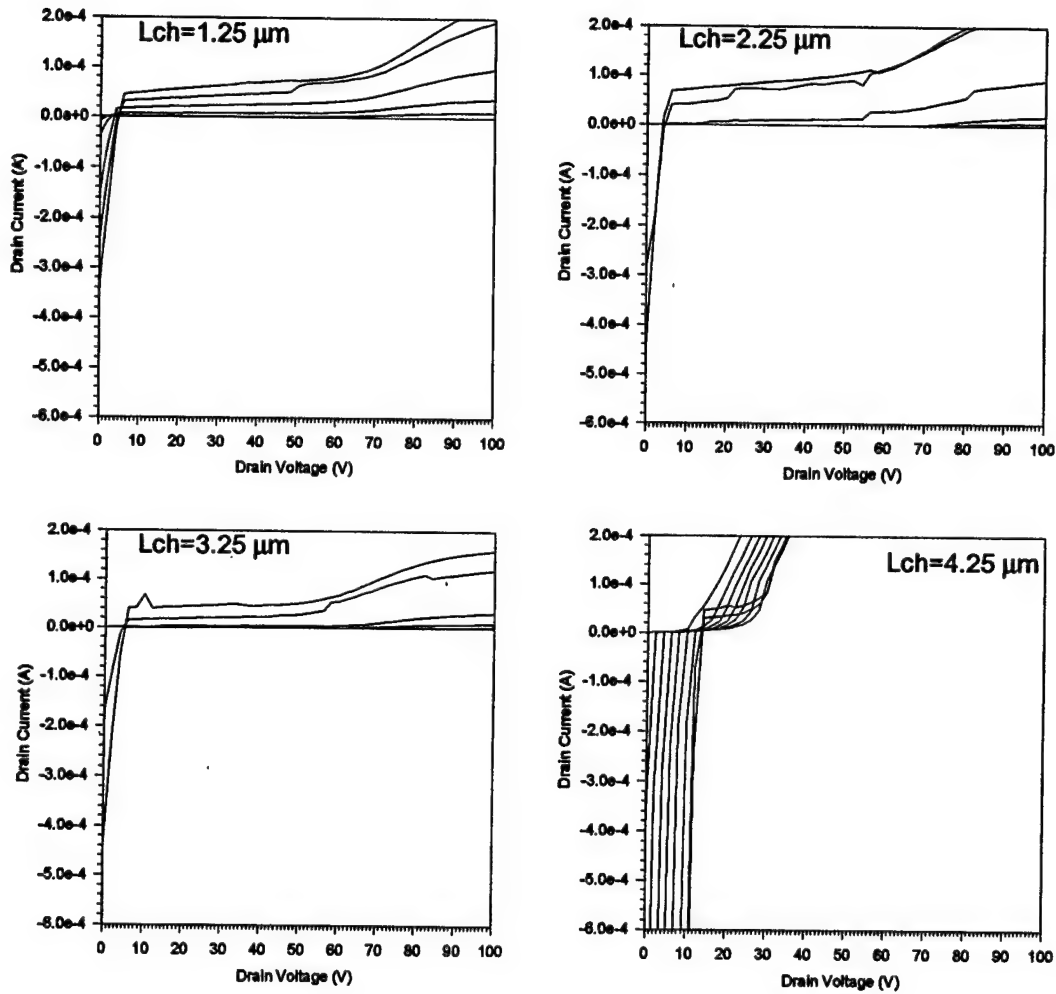 Lch=1.25 μm
2.0e-4
1.0e-4
0.0e+0
-1.0e-4
-2.0e-4
-3.0e-4
-4.0e-4
-5.0e-4
-6.0e-4
Drain Current (A)
0 10 20 30 40 50 60 70 80 90 100
Drain Voltage (V)
Lch=2.25 μm
2.0e-4
1.0e-4
0.0e+0
-1.0e-4
-2.0e-4
-3.0e-4
-4.0e-4
-5.0e-4
-6.0e-4
Drain Current (A)
0 10 20 30 40 50 60 70 80 90 100
Drain Voltage (V)
Lch=3.25 μm
2.0e-4
1.0e-4
0.0e+0
-1.0e-4
-2.0e-4
-3.0e-4
-4.0e-4
-5.0e-4
-6.0e-4
Drain Current (A)
0 10 20 30 40 50 60 70 80 90 100
Drain Voltage (V)
Lch=4.25 μm
2.0e-4
1.0e-4
0.0e+0
-1.0e-4
-2.0e-4
-3.0e-4
-4.0e-4
-5.0e-4
-6.0e-4
Drain Current (A)
0 10 20 30 40 50 60 70 80 90 100
Drain Voltage (V)